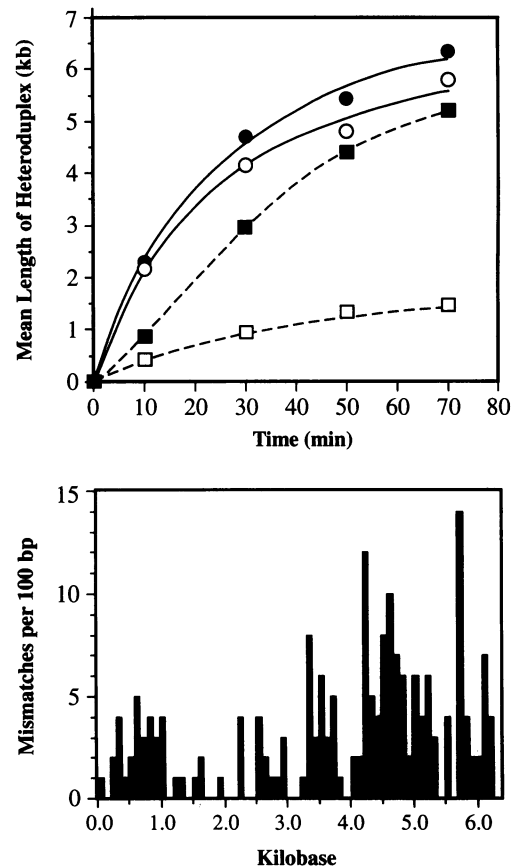 Mean Length of Heteroduplex (kb)
7
6
5
4
3
2
1
0
0 10 20 30 40 50 60 70 80
Time (min)
Mismatches per 100 bp
15
10
5
0
0.0 1.0 2.0 3.0 4.0 5.0 6.0
Kilobase